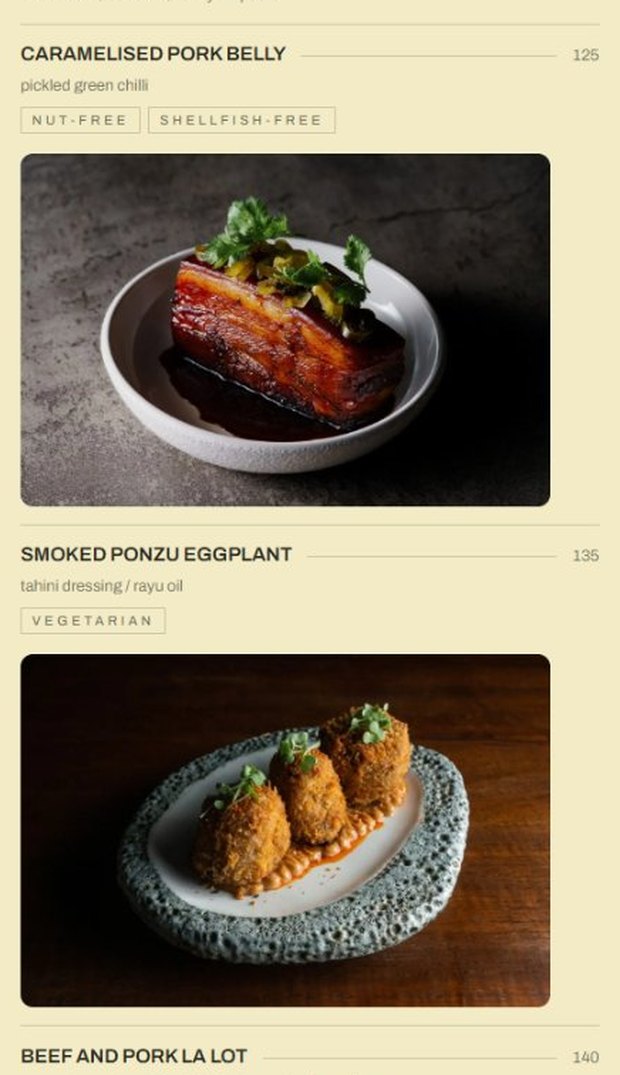 CARAMELISED PORK BELLY 125
pickled green chilli
NUT-FREE SHELLFISH-FREE
SMOKED PONZU EGGPLANT 135
tahini dressing / rayu oil
VEGETARIAN
BEEF AND PORK LA LOT 140